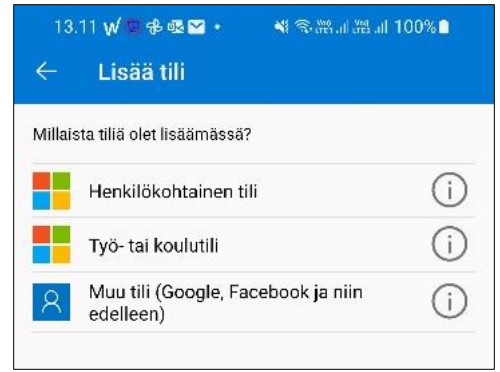 13.11 100%
Lisää tili
Millaista tiliä olet lisäämässä?
Henkilökohtainen tili
Työ- tai koulutili
Muu tili (Google, Facebook ja niin
edelleen)